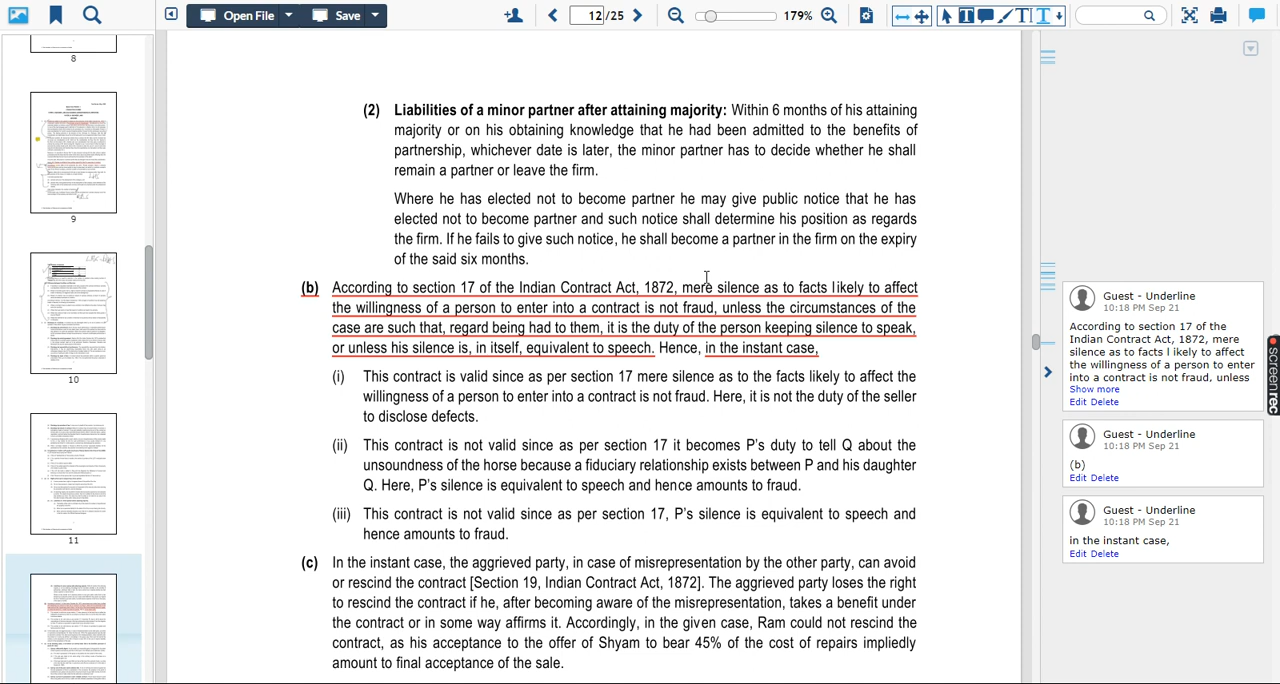 Open File
Save
12 /25
179%
8
9
10
11
(2) Liabilities of a minor partner after attaining majority: Within 6 months of his attaining
majority or on his obtaining knowledge that he had been admitted to the benefits of
partnership, whichever date is later, the minor partner has to decide whether he shall
remain a partner or leave the firm.
Where he has elected not to become partner he may give public notice that he has
elected not to become partner and such notice shall determine his position as regards
the firm. If he fails to give such notice, he shall become a partner in the firm on the expiry
of the said six months.
(b) According to section 17 of the Indian Contract Act, 1872, mere silence as to facts likely to affect
the willingness of a person to enter into a contract is not fraud, unless the circumstances of the
case are such that, regard being had to them, it is the duty of the person keeping silence to speak,
or unless his silence is, in itself, equivalent to speech. Hence, in the instant case,
(i) This contract is valid since as per section 17 mere silence as to the facts likely to affect the
willingness of a person to enter into a contract is not fraud. Here, it is not the duty of the seller
to disclose defects.
(ii) This contract is not valid since as per section 17 it becomes P's duty to tell Q about the
unsoundness of the horse because a fiduciary relationship exists between P and his daughter
Q. Here, P's silence is equivalent to speech and hence amounts to fraud.
(iii) This contract is not valid since as per section 17, P's silence is equivalent to speech and
hence amounts to fraud.
(c) In the instant case, the aggrieved party, in case of misrepresentation by the other party, can avoid
or rescind the contract [Section 19, Indian Contract Act, 1872]. The aggrieved party loses the right
to rescind the contract if he, after becoming aware of the misrepresentation, takes a benefit under
the contract or in some way affirms it. Accordingly, in the given case, Ram could not rescind the
contract, as his acceptance to the offer of Shyam to bear 45% of the cost of repairs impliedly
amount to final acceptance of the sale.
Guest - Underline
10:18 PM Sep 21
According to section 17 of the
Indian Contract Act, 1872, mere
silence as to facts l ikely to affect
the willingness of a person to enter
into a contract is not fraud, unless
Show more
Edit Delete
Guest - Underline
10:18 PM Sep 21
(b)
Edit Delete
Guest - Underline
10:18 PM Sep 21
in the instant case,
Edit Delete
screenrec